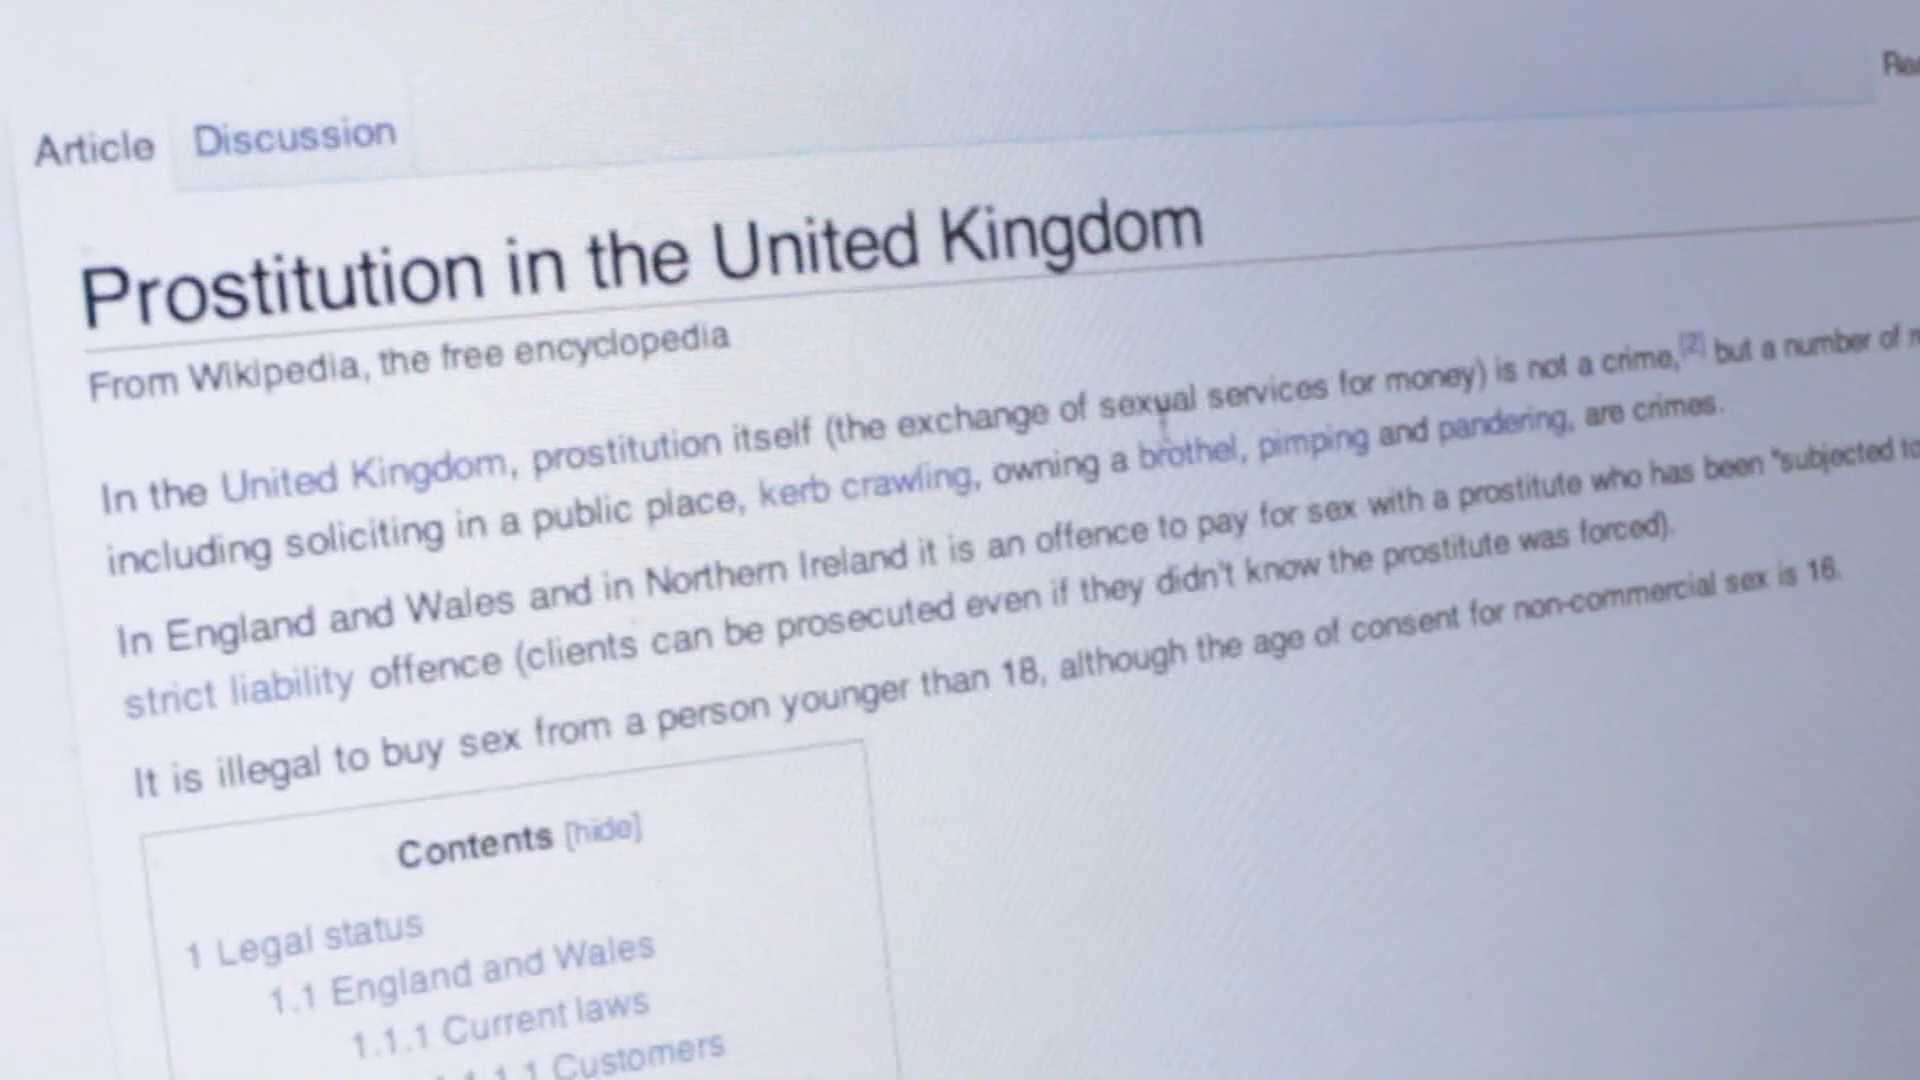 Article Discussion
Prostitution in the United Kingdom
From Wikipedia, the free encyclopedia
In the United Kingdom, prostitution itself (the exchange of sexual services for money) is not a crime,[2] but a number of
including soliciting in a public place, kerb crawling, owning a brothel, pimping and pandering, are crimes.
In England and Wales and in Northern Ireland it is an offence to pay for sex with a prostitute who has been "subjected to
strict liability offence (clients can be prosecuted even if they didn't know the prostitute was forced).
It is illegal to buy sex from a person younger than 18, although the age of consent for non-commercial sex is 16.
Contents [hide]
1 Legal status
1.1 England and Wales
1.1.1 Current laws
1.1.1.1 Customers